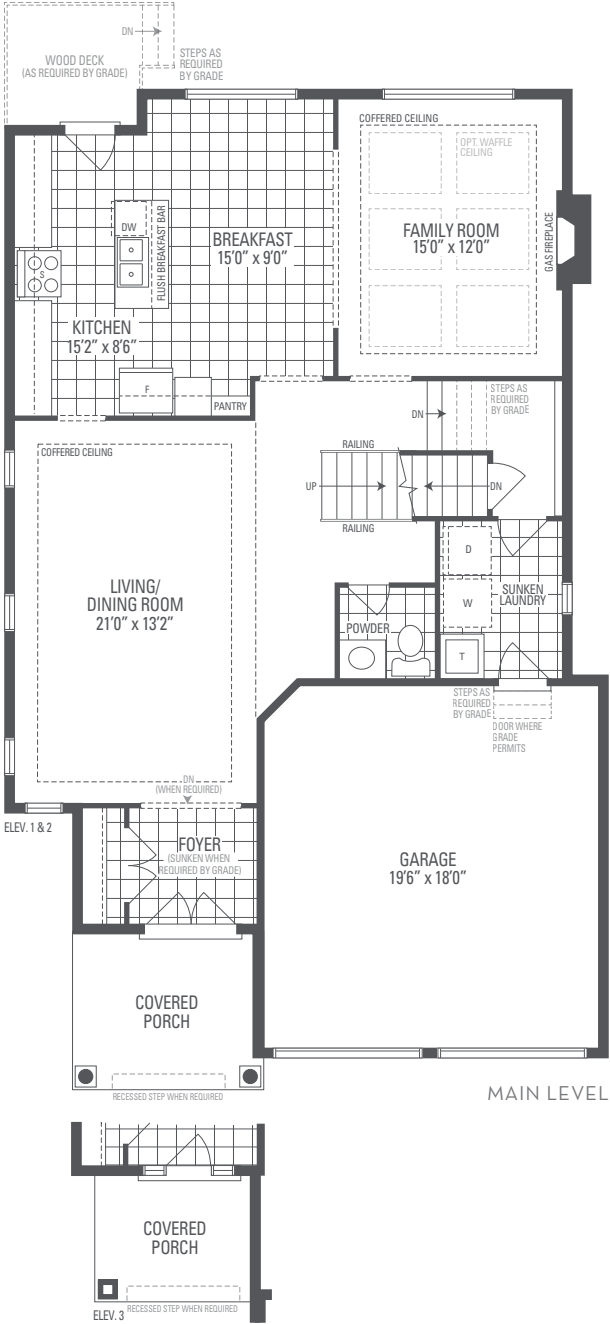 DN
WOOD DECK
(AS REQUIRED BY GRADE)
STEPS AS
REQUIRED
BY GRADE
COFFERED CEILING
OPT. WAFFLE
CEILING
DW
FLUSH BREAKFAST BAR
BREAKFAST
15'0" x 9'0"
FAMILY ROOM
15'0" x 12'0"
GAS FIREPLACE
S
KITCHEN
15'2" x 8'6"
F
PANTRY
DN
STEPS AS
REQUIRED
BY GRADE
COFFERED CEILING
RAILING
UP
DN
RAILING
D
LIVING/
DINING ROOM
21'0" x 13'2"
W
SUNKEN
LAUNDRY
POWDER
T
STEPS AS
REQUIRED
BY GRADE
DOOR WHERE
GRADE
PERMITS
DN
(WHEN REQUIRED)
ELEV. 1 & 2
FOYER
(SUNKEN WHEN
REQUIRED BY GRADE)
GARAGE
19'6" x 18'0"
COVERED
PORCH
RECESSED STEP WHEN REQUIRED
MAIN LEVEL
COVERED
PORCH
RECESSED STEP WHEN REQUIRED
ELEV. 3